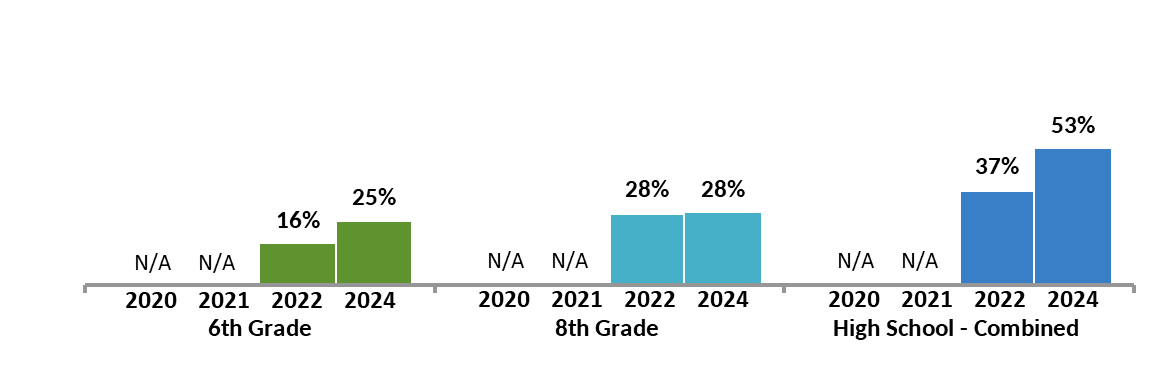 53%
37%
28% 28%
25%
16%
N/A N/A N/A N/A N/A N/A
2020 2021 2022 2024 2020 2021 2022 2024 2020 2021 2022 2024
6th Grade 8th Grade High School - Combined